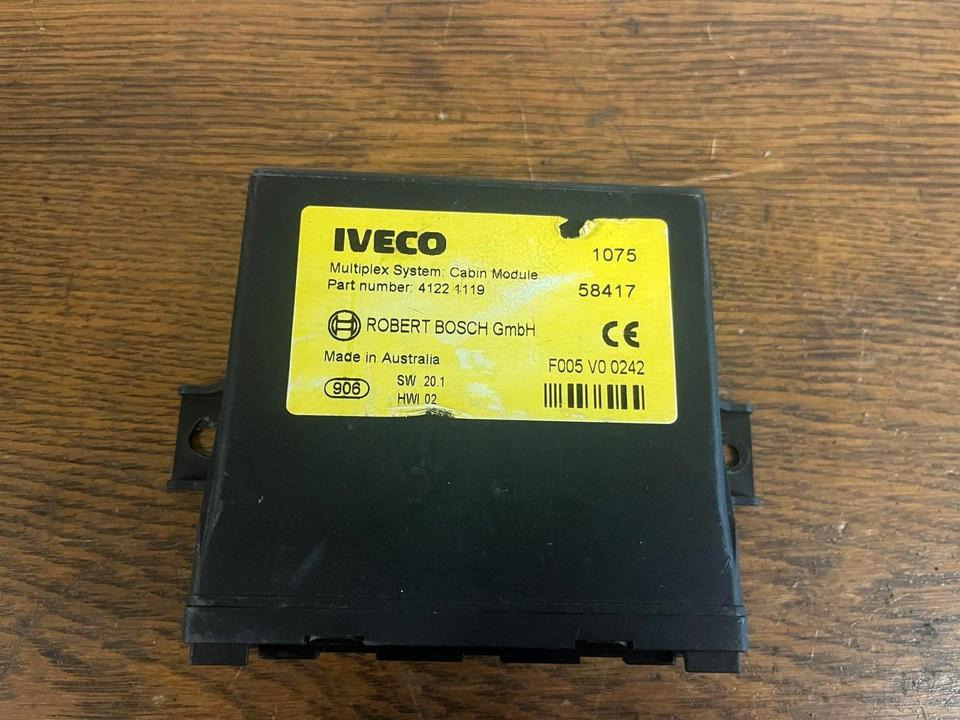 IVECO
1075
Multiplex System: Cabin Module
Part number: 4122 1119
58417
ROBERT BOSCH GmbH
CE
Made in Australia
F005 V0 0242
906
SW 20.1
HW 02